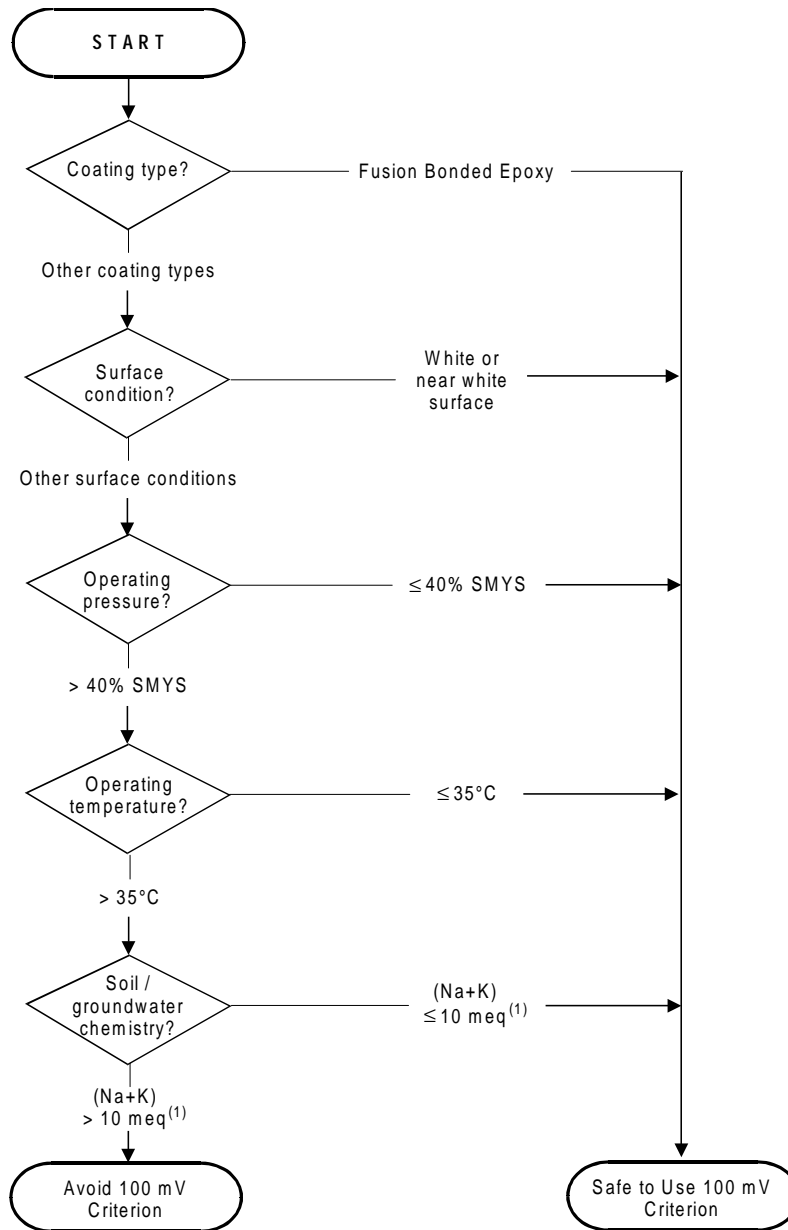 START
Coating type?
Fusion Bonded Epoxy
Other coating types
Surface
condition?
White or
near white
surface
Other surface conditions
Operating
pressure?
≤40% SMYS
> 40% SMYS
Operating
temperature?
≤35°C
> 35°C
Soil /
groundwater
chemistry?
(Na+K)
≤10 meq(1)
(Na+K)
> 10 meq(1)
Avoid 100 mV
Criterion
Safe to Use 100 mV
Criterion